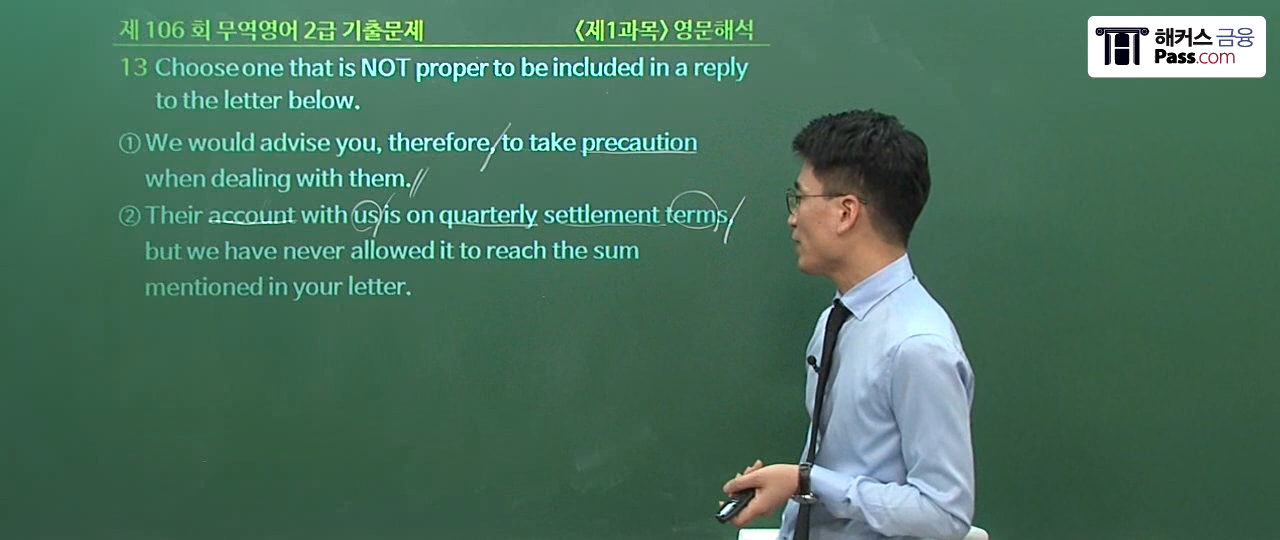 제 106 회 무역영어 2급 기출문제 〈제1과목〉 영문해석
해커스 금융
Pass.com
13 Choose one that is NOT proper to be included in a reply
to the letter below.
① We would advise you, therefore, to take precaution
when dealing with them.
② Their account with us is on quarterly settlement terms,
but we have never allowed it to reach the sum
mentioned in your letter.